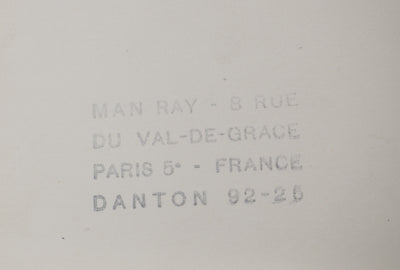 MAN RAY - 8 RUE
DU VAL-DE-GRACE
PARIS 5ᵉ - FRANCE
DANTON 92-25